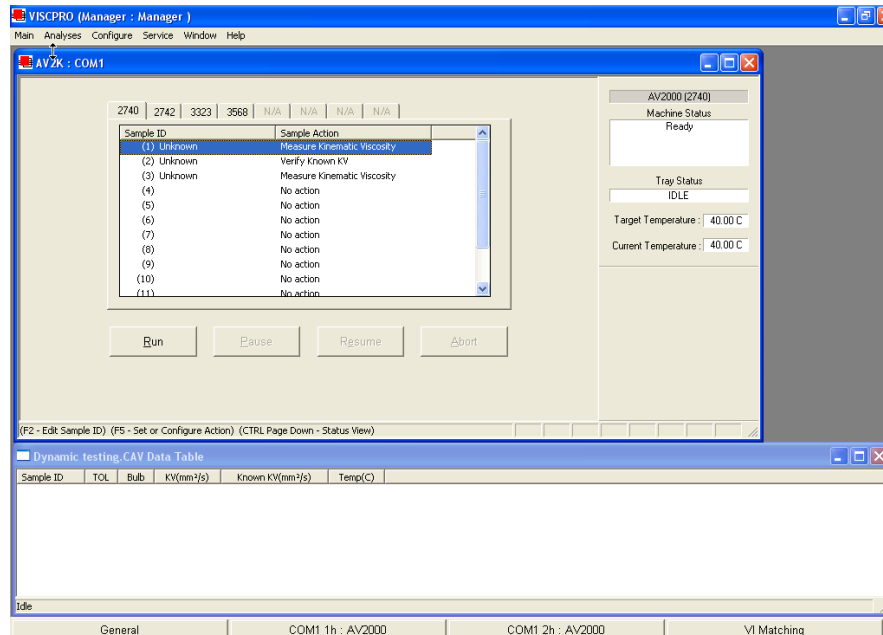 VISCPRO (Manager : Manager )
Main Analyses Configure Service Window Help
AV2K : COM1
2740 2742 3323 3568 N/A N/A N/A N/A
Sample ID Sample Action
(1) Unknown Measure Kinematic Viscosity
(2) Unknown Verify Known KV
(3) Unknown Measure Kinematic Viscosity
(4) No action
(5) No action
(6) No action
(7) No action
(8) No action
(9) No action
(10) No action
(11) No action
Run Pause Resume Abort
AV2000 (2740)
Machine Status
Ready
Tray Status
IDLE
Target Temperature : 40.00 C
Current Temperature : 40.00 C
(F2 - Edit Sample ID) (F5 - Set or Configure Action) (CTRL Page Down - Status View)
Dynamic testing.CAV Data Table
Sample ID TOL Bulb KV(mm²/s) Known KV(mm²/s) Temp(C)
Idle
General COM1 1h : AV2000 COM1 2h : AV2000 VI Matching